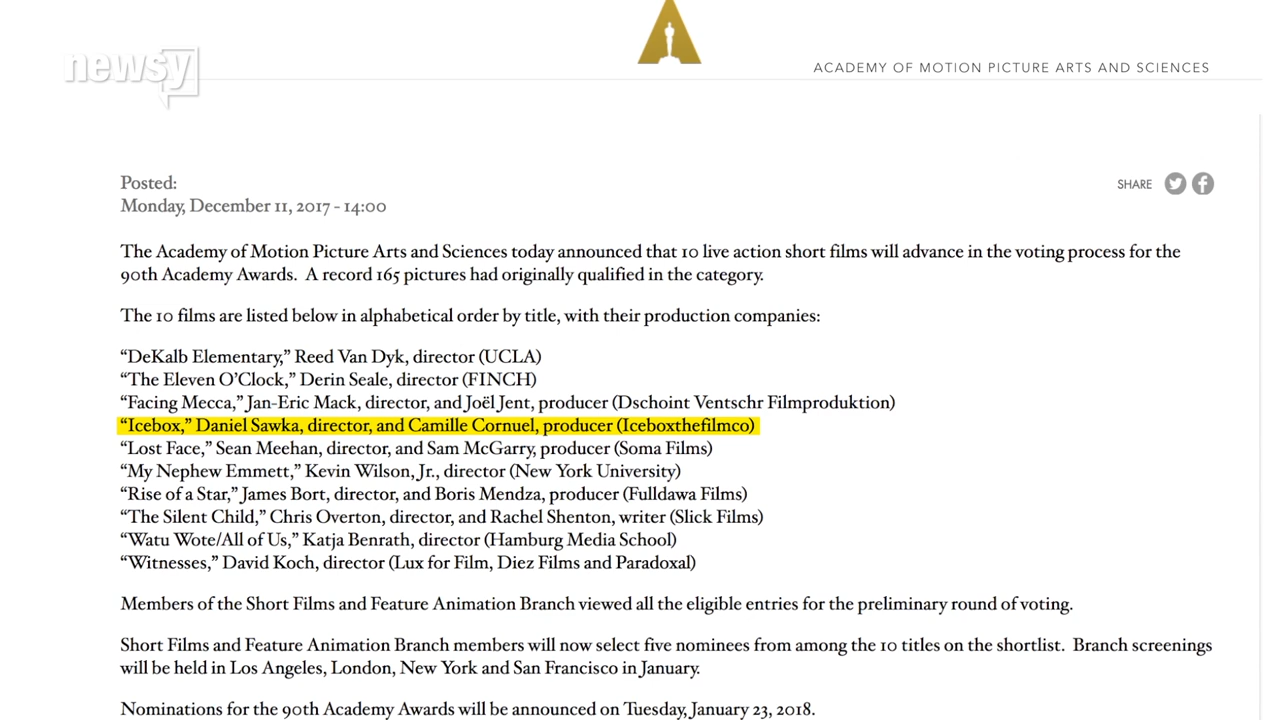 newsy
ACADEMY OF MOTION PICTURE ARTS AND SCIENCES
Posted:
SHARE
Monday, December 11, 2017 - 14:00
The Academy of Motion Picture Arts and Sciences today announced that 10 live action short films will advance in the voting process for the
90th Academy Awards.  A record 165 pictures had originally qualified in the category.
The 10 films are listed below in alphabetical order by title, with their production companies:
“DeKalb Elementary,” Reed Van Dyk, director (UCLA)
“The Eleven O’Clock,” Derin Seale, director (FINCH)
“Facing Mecca,” Jan-Eric Mack, director, and Joël Jent, producer (Dschoint Ventschr Filmproduktion)
“Icebox,” Daniel Sawka, director, and Camille Cornuel, producer (Iceboxthefilmco)
“Lost Face,” Sean Meehan, director, and Sam McGarry, producer (Soma Films)
“My Nephew Emmett,” Kevin Wilson, Jr., director (New York University)
“Rise of a Star,” James Bort, director, and Boris Mendza, producer (Fulldawa Films)
“The Silent Child,” Chris Overton, director, and Rachel Shenton, writer (Slick Films)
“Watu Wote/All of Us,” Katja Benrath, director (Hamburg Media School)
“Witnesses,” David Koch, director (Lux for Film, Diez Films and Paradoxal)
Members of the Short Films and Feature Animation Branch viewed all the eligible entries for the preliminary round of voting.
Short Films and Feature Animation Branch members will now select five nominees from among the 10 titles on the shortlist.  Branch screenings
will be held in Los Angeles, London, New York and San Francisco in January.
Nominations for the 90th Academy Awards will be announced on Tuesday, January 23, 2018.